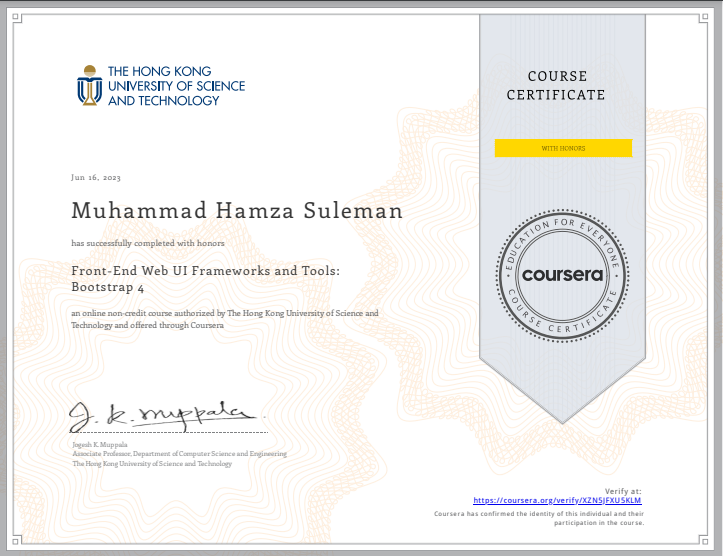 THE HONG KONG
UNIVERSITY OF SCIENCE
AND TECHNOLOGY
COURSE
CERTIFICATE
WITH HONORS
Jun 16, 2023
Muhammad Hamza Suleman
has successfully completed with honors
Front-End Web UI Frameworks and Tools:
Bootstrap 4
an online non-credit course authorized by The Hong Kong University of Science and
Technology and offered through Coursera
EDUCATION FOR EVERYONE
coursera
COURSE CERTIFICATE
J. K. Muppala
Jogesh K. Muppala
Associate Professor, Department of Computer Science and Engineering
The Hong Kong University of Science and Technology
Verify at:
https://coursera.org/verify/XZN5JFXU5KLM
Coursera has confirmed the identity of this individual and their
participation in the course.